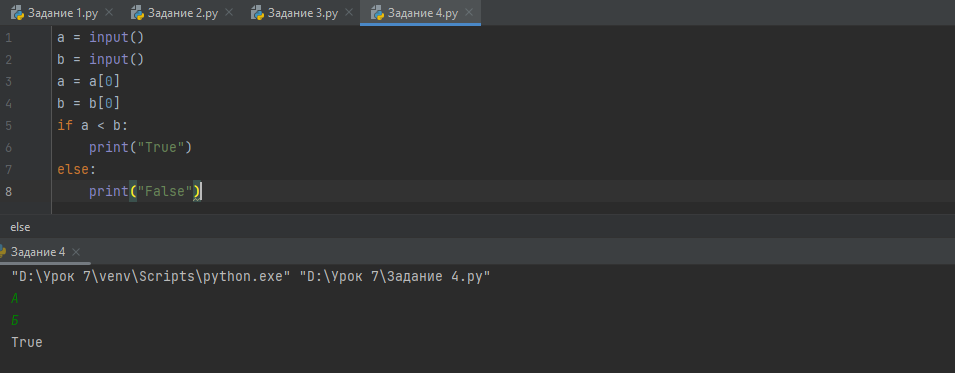 Задание 1.py Задание 2.py Задание 3.py Задание 4.py
1 a = input()
2 b = input()
3 a = a[0]
4 b = b[0]
5 if a < b:
6 print("True")
7 else:
8 print("False")
else
Задание 4
"D:\Урок 7\venv\Scripts\python.exe" "D:\Урок 7\Задание 4.py"
А
Б
True